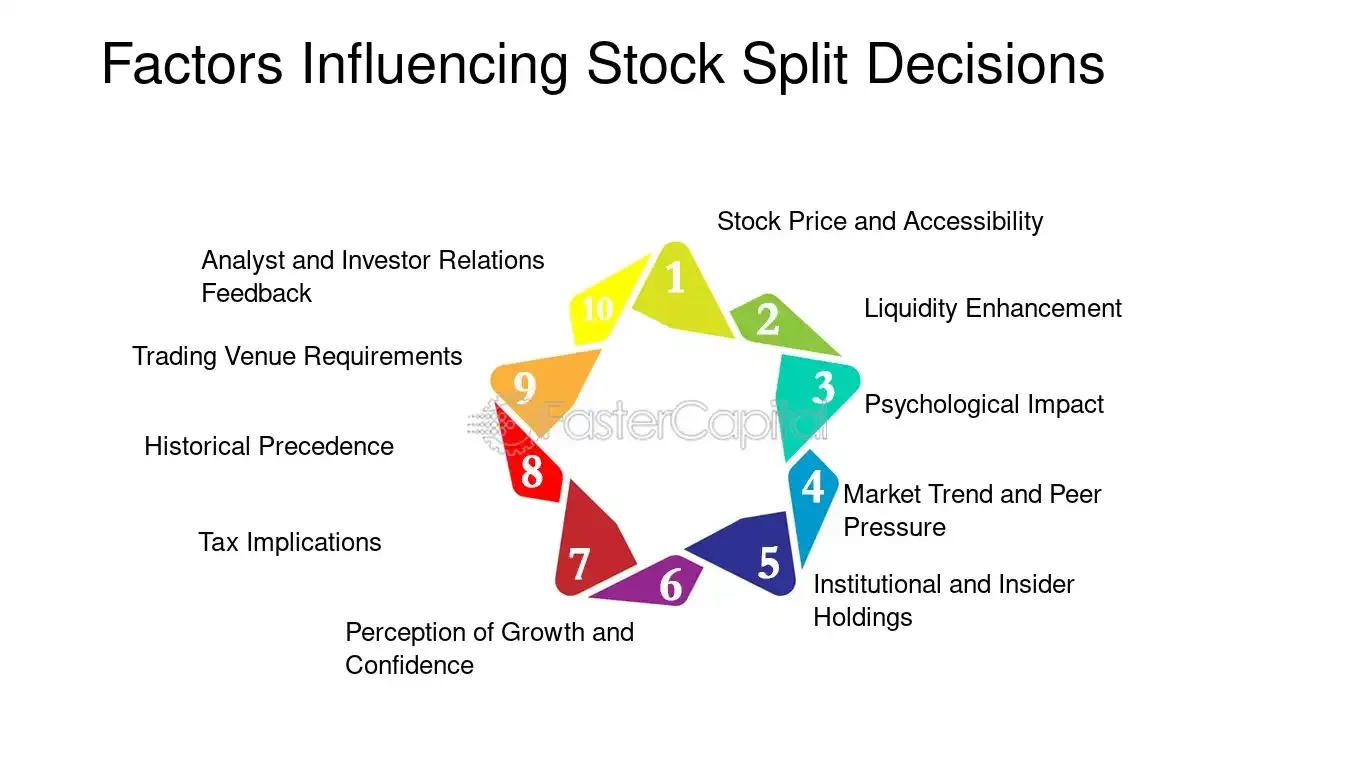 Factors Influencing Stock Split Decisions
Stock Price and Accessibility
Analyst and Investor Relations
Feedback
1
10
2
Liquidity Enhancement
Trading Venue Requirements
9
3
Psychological Impact
FasterCapital
Historical Precedence
8
4
Market Trend and Peer
Pressure
Tax Implications
7
5
6
Institutional and Insider
Holdings
Perception of Growth and
Confidence